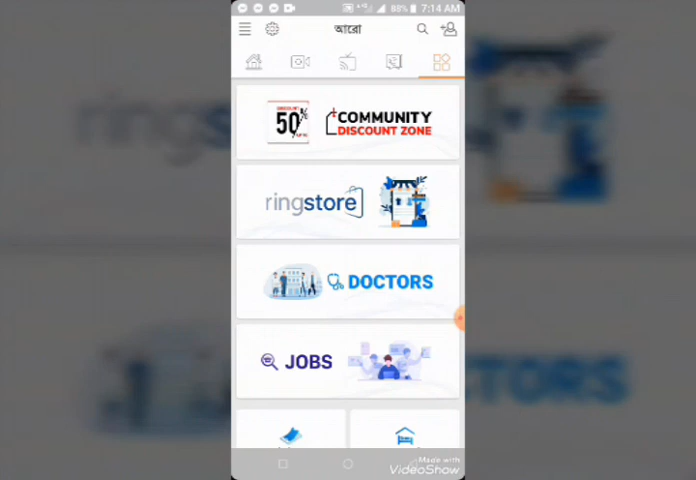 88% 7:14 AM
আরো
50%
COMMUNITY
DISCOUNT ZONE
ringstore
DOCTORS
JOBS
Made with
VideoShow